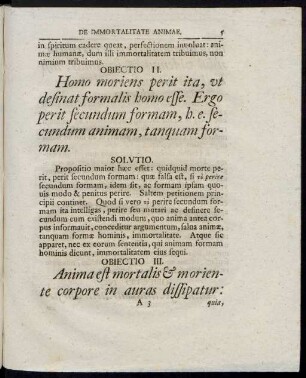 DE IMMORTALITATE ANIMAE. 5
in spiritum cadere queat, perfectionem inuoluat: ani-
mæ humanæ, dum illi immortalitatem tribuimus, non
nimium tribuimus.
OBIECTIO II.
Homo moriens perit ita, vt
desinat formalis homo esse. Ergo
perit secundum formam, h. e. se-
cundum animam, tanquam for-
mam.
SOLVTIO.
Propositio maior hæc esset: quidquid morte pe-
rit, perit secundum formam: quæ falsa est, si τὸ perire
secundum formam, idem sit, ac formam ipsam quo-
uis modo & penitus perire. Saltem petitionem prin-
cipii continet. Quod si vero τὸ perire secundum for-
mam ita intelligas, perire seu mutari ac desinere se-
cundum eum existendi modum, quo anima antea cor-
pus informauit, conceditur argumentum, salua animæ,
tanquam formæ hominis, immortalitate. Atque sic
apparet, nec ex eorum sententia, qui animam formam
hominis dicunt, immortalitatem eius sequi.
OBIECTIO III.
Anima est mortalis & morien-
te corpore in auras dissipatur:
A 3 quia,